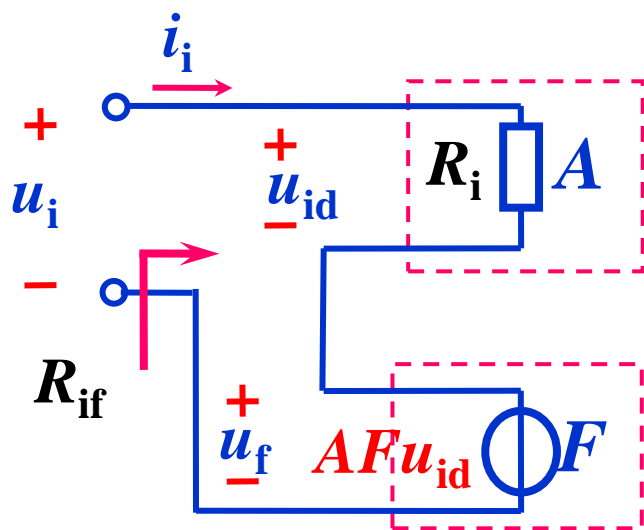 i_i
+
+
R_i A
u_id
u_i
−
−
R_if
+
u_f
AFu_id F
−